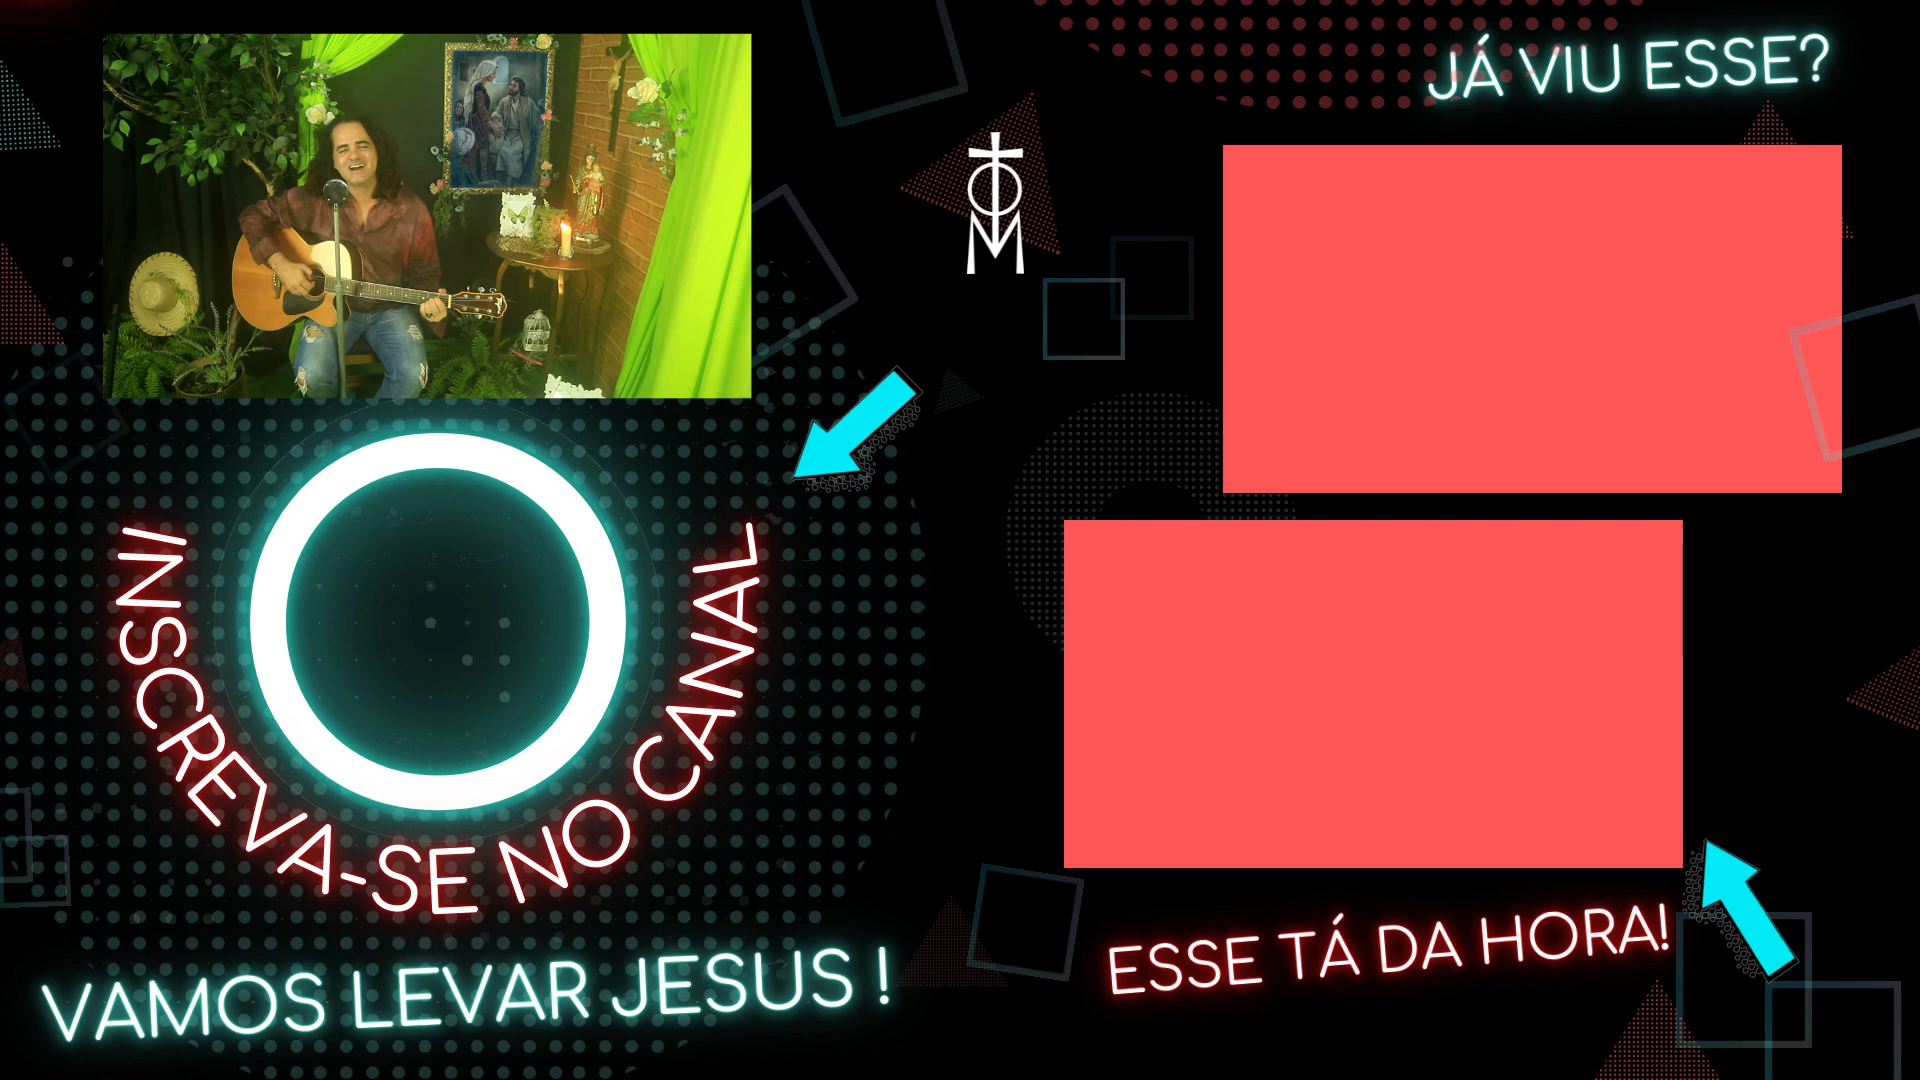 JÁ VIU ESSE?
INSCREVA-SE NO CANAL
VAMOS LEVAR JESUS !
ESSE TÁ DA HORA!